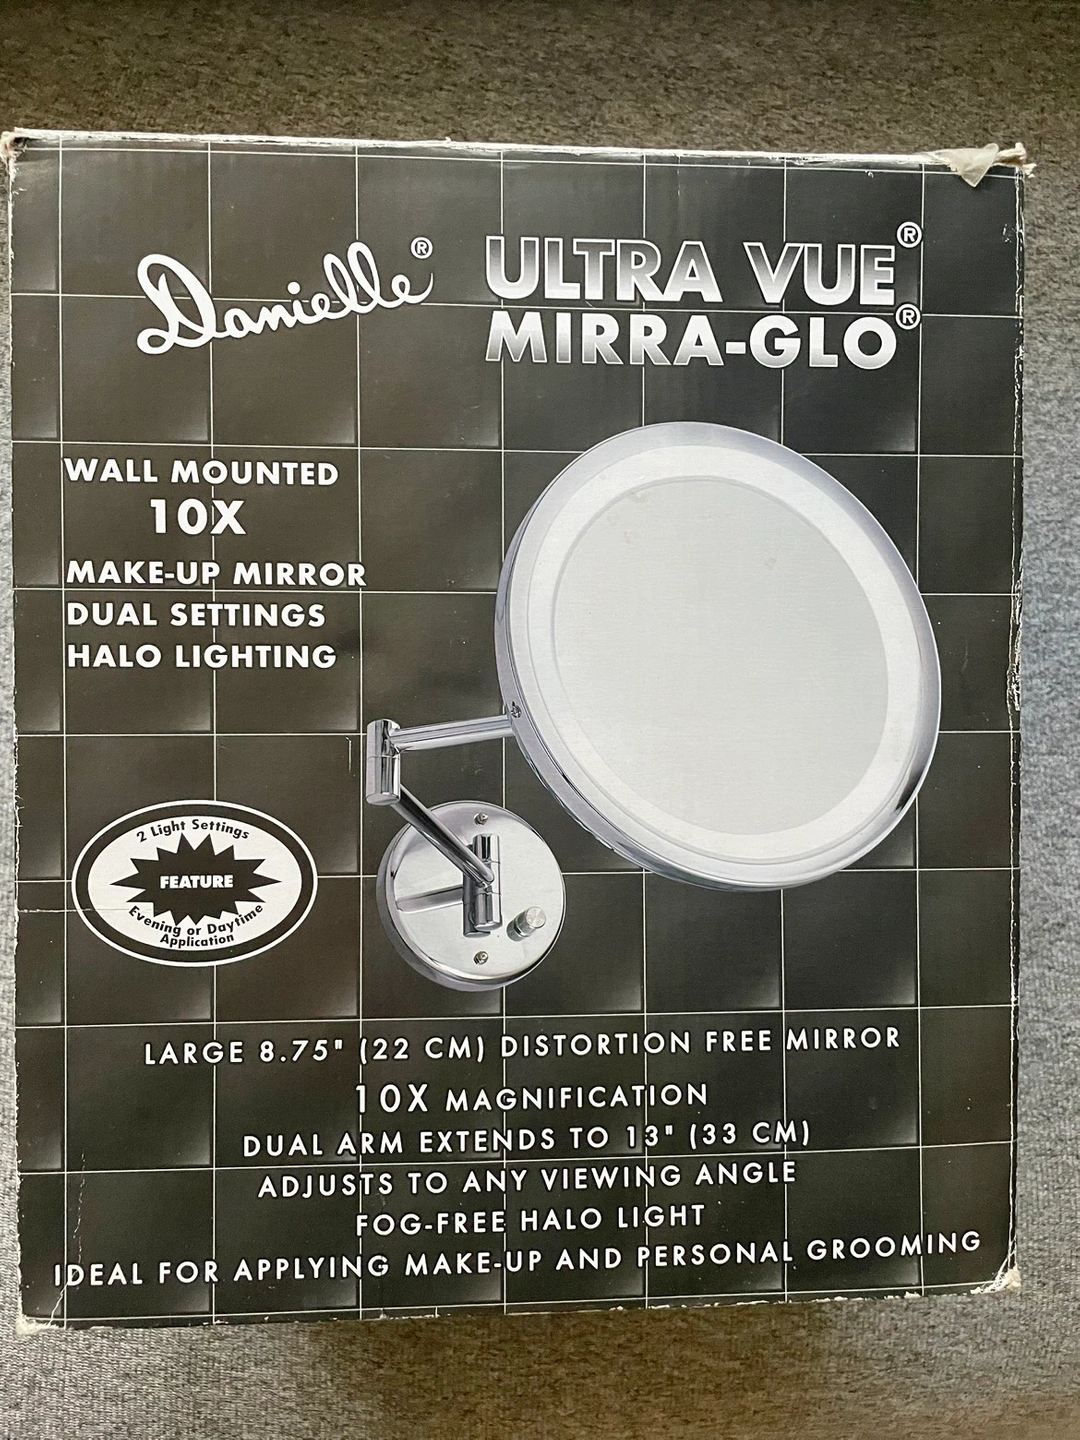 Danielle®
ULTRA VUE®
MIRRA-GLO®
WALL MOUNTED
10X
MAKE-UP MIRROR
DUAL SETTINGS
HALO LIGHTING
2 Light Settings
FEATURE
Evening or Daytime
Application
LARGE 8.75" (22 CM) DISTORTION FREE MIRROR
10X MAGNIFICATION
DUAL ARM EXTENDS TO 13" (33 CM)
ADJUSTS TO ANY VIEWING ANGLE
FOG-FREE HALO LIGHT
IDEAL FOR APPLYING MAKE-UP AND PERSONAL GROOMING